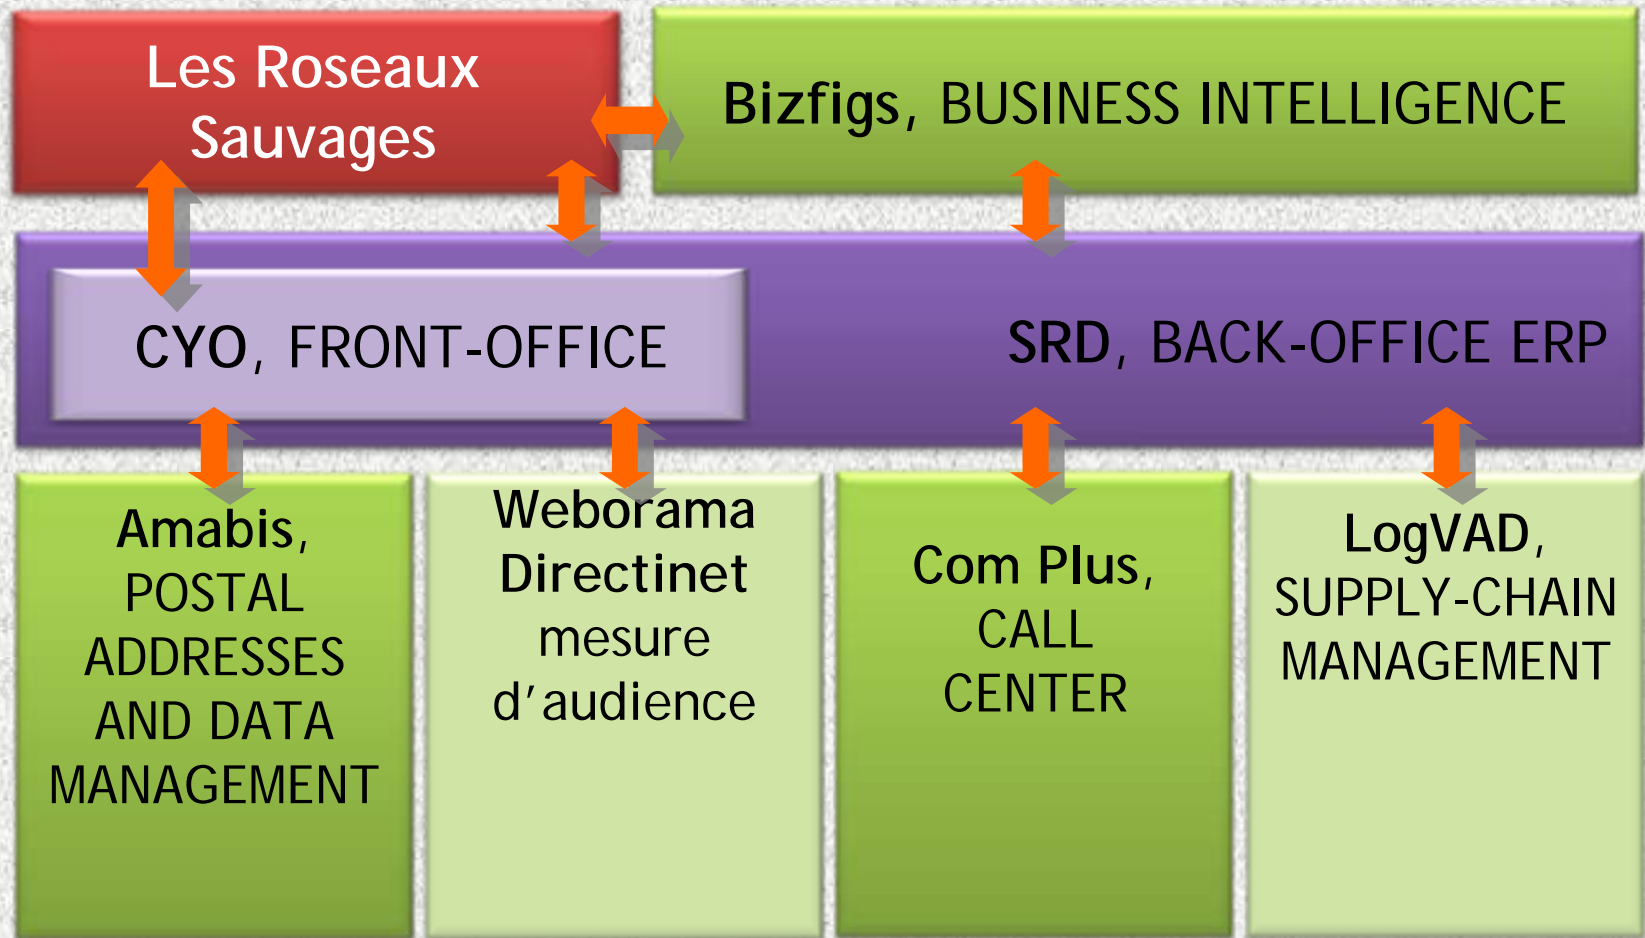 Les Roseaux
Sauvages
Bizfigs, BUSINESS INTELLIGENCE
CYO, FRONT-OFFICE
SRD, BACK-OFFICE ERP
Amabis,
POSTAL
ADDRESSES
AND DATA
MANAGEMENT
Weborama
Directinet
mesure
d’audience
Com Plus,
CALL
CENTER
LogVAD,
SUPPLY-CHAIN
MANAGEMENT